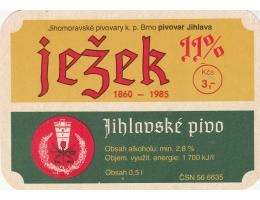 Jihomoravské pivovary k. p. Brno pivovar Jihlava
ježek
11%
1860 – 1985
Kčs
3,-
Jihlavské pivo
Obsah alkoholu: min. 2,8 %
Objem. využit. energie: 1 700 kJ/l
Obsah 0,5 l
ČSN 56 6635